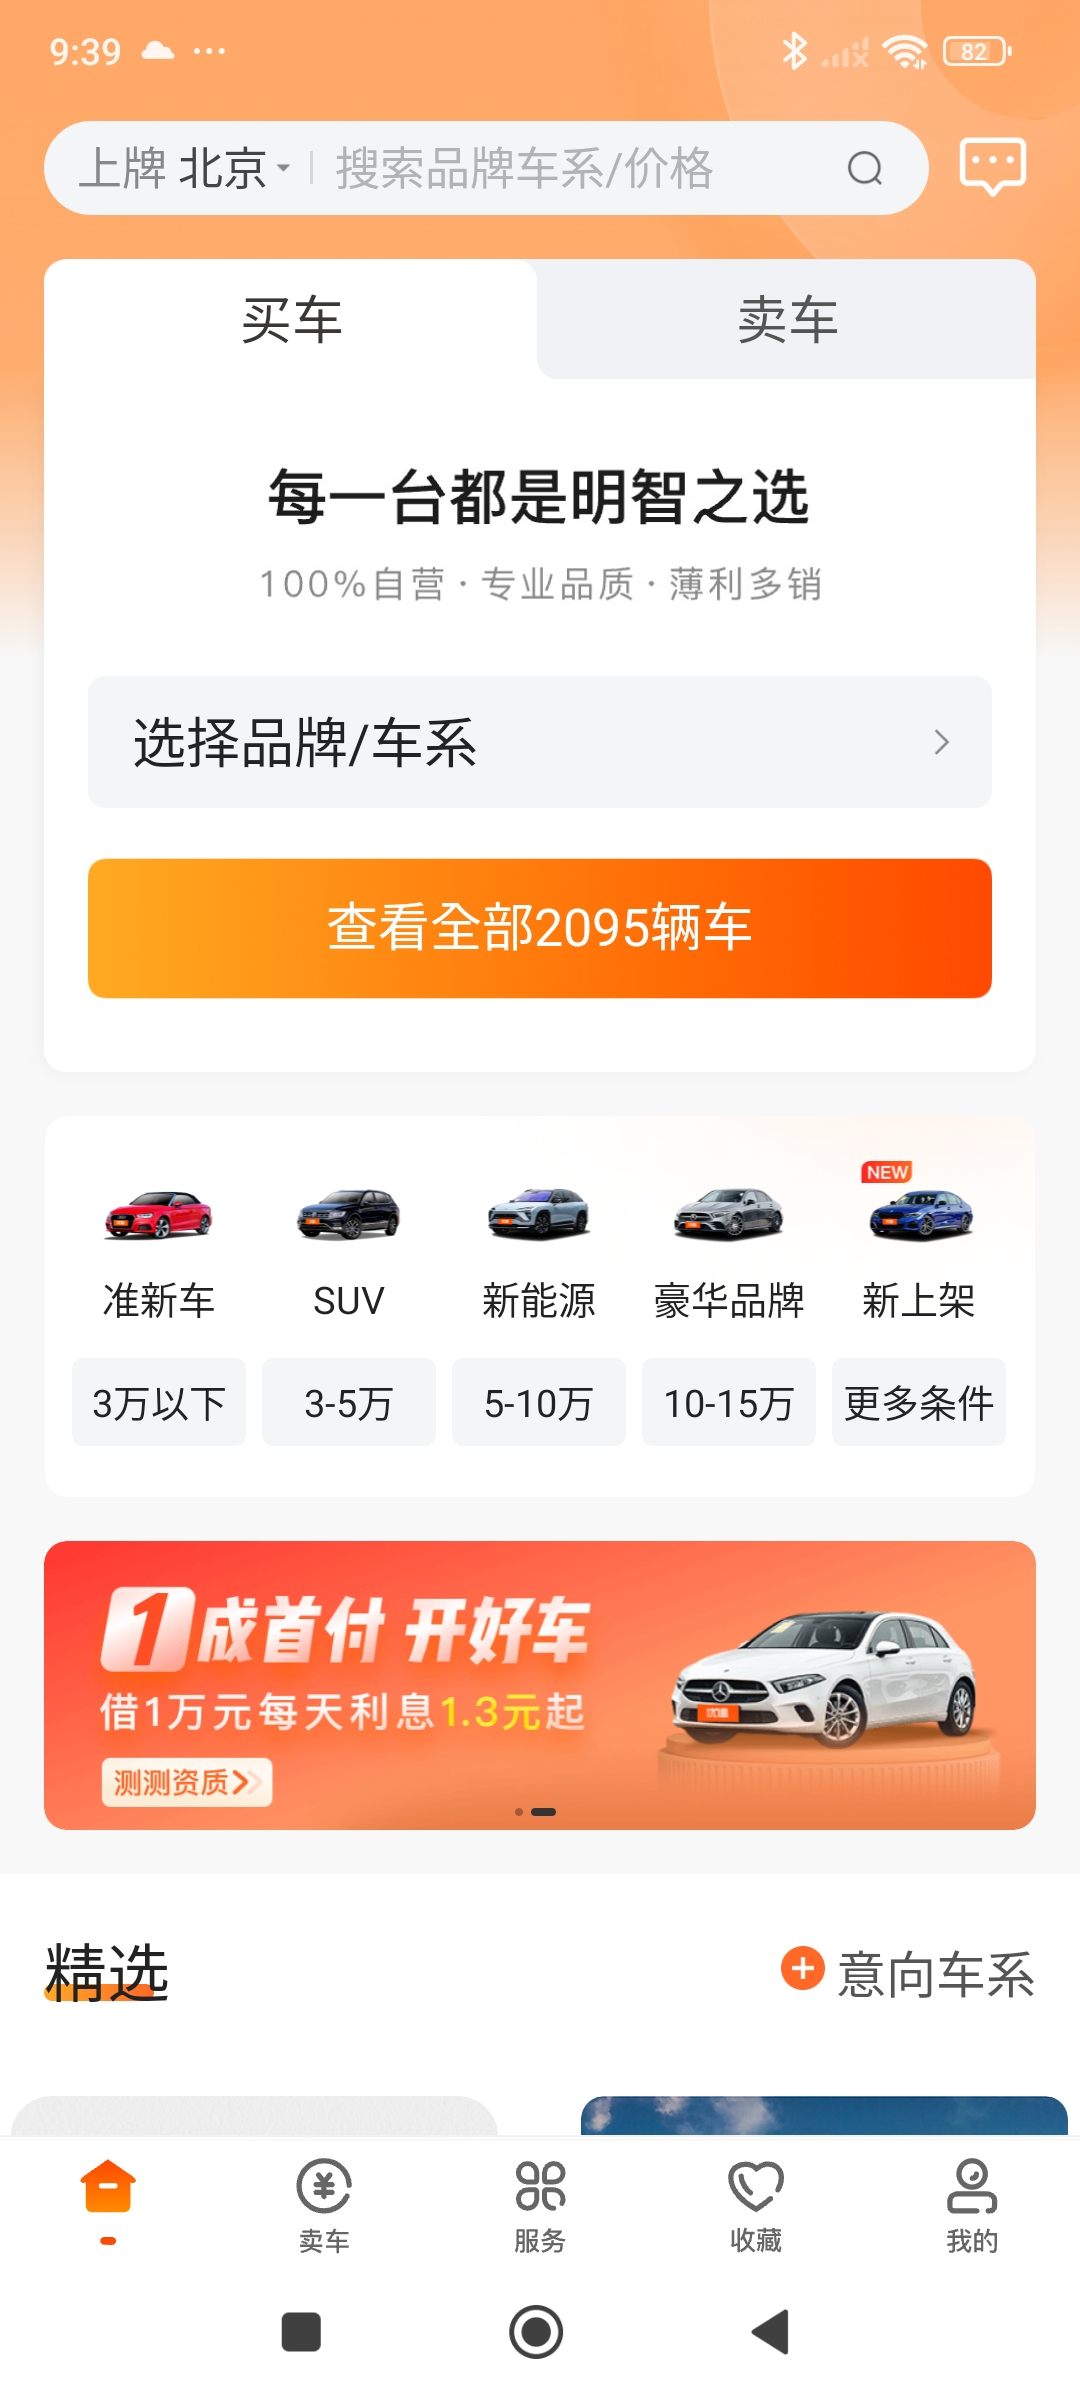 9:39
82
上牌 北京 搜索品牌车系/价格
买车
卖车
每一台都是明智之选
100%自营·专业品质·薄利多销
选择品牌/车系
查看全部2095辆车
NEW
准新车
SUV
新能源
豪华品牌
新上架
3万以下
3-5万
5-10万
10-15万
更多条件
1成首付 开好车
借1万元每天利息1.3元起
测测资质
精选
意向车系
卖车
服务
收藏
我的